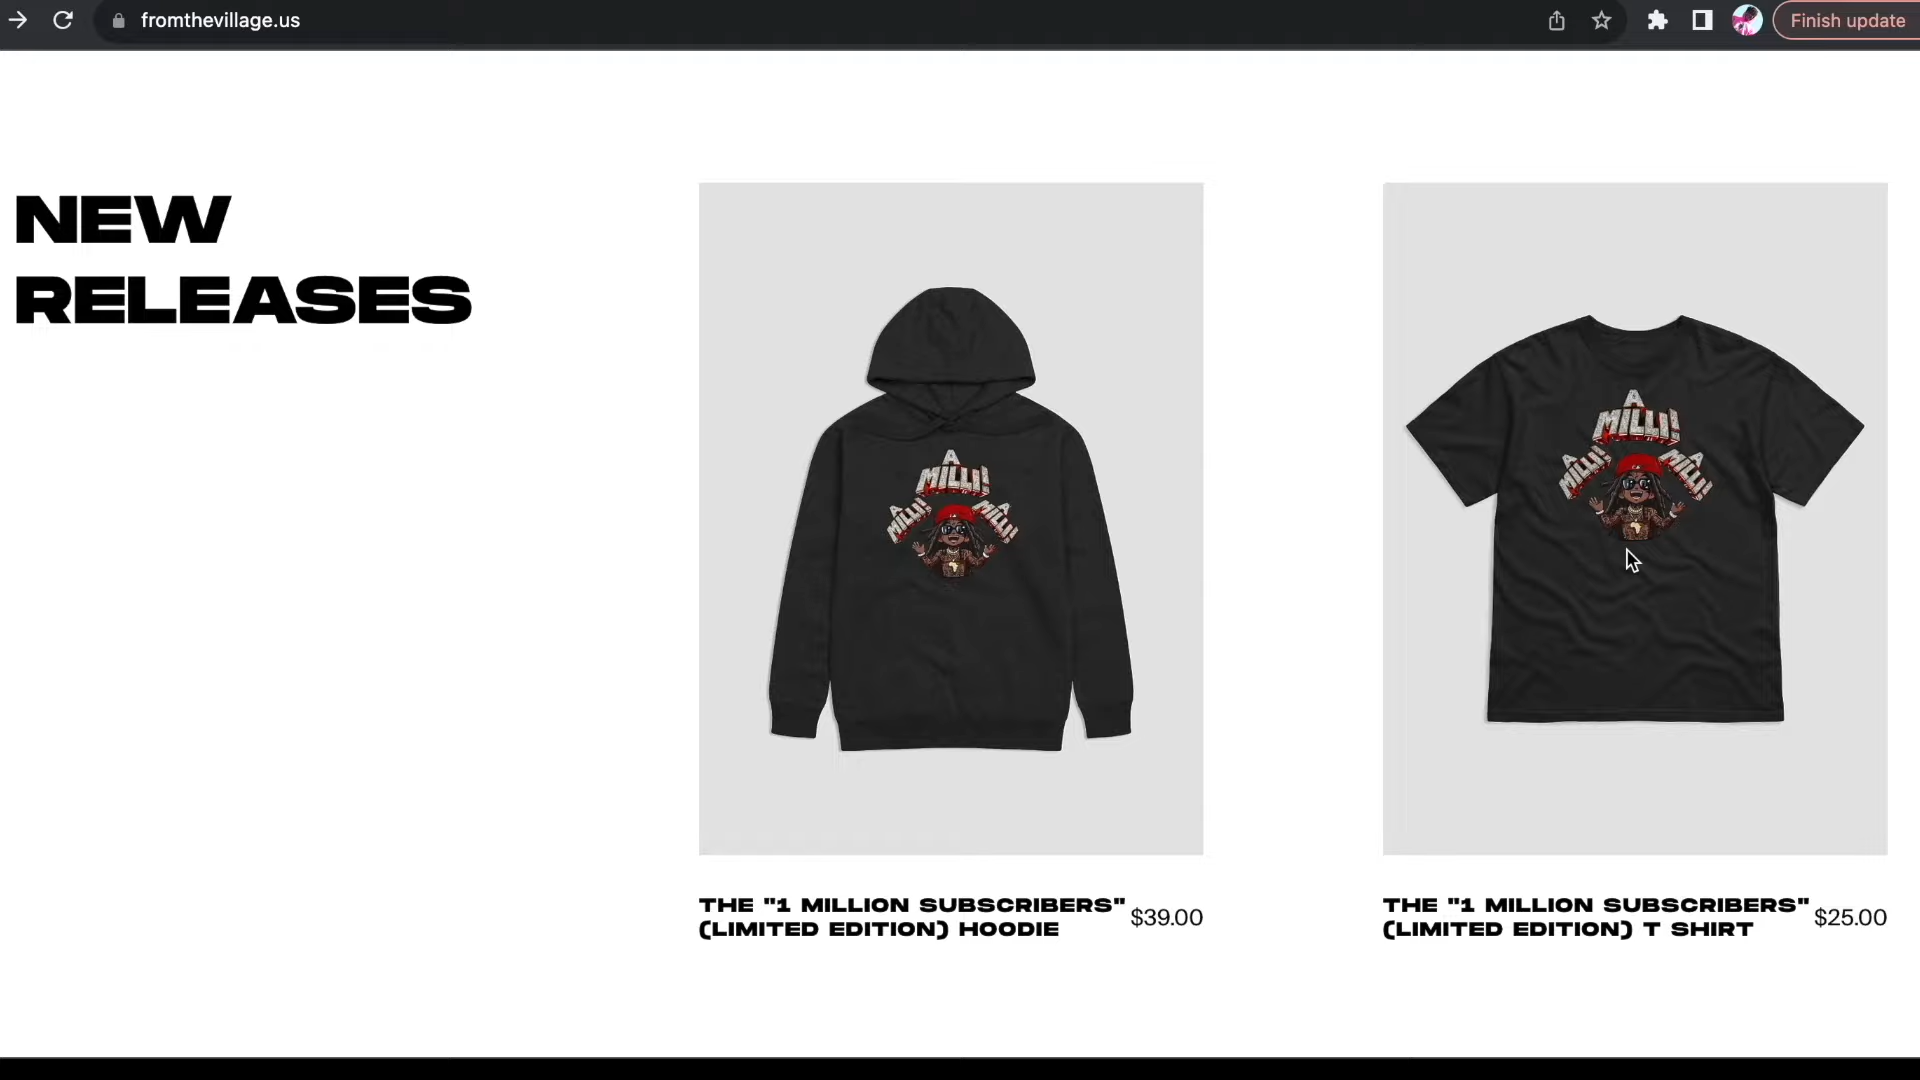 fromthevillage.us
Finish update
NEW
RELEASES
A
MILLI!
A
MILLI!
A
MILLI!
A
MILLI!
A
MILLI!
A
MILLI!
THE "1 MILLION SUBSCRIBERS"
(LIMITED EDITION) HOODIE
$39.00
THE "1 MILLION SUBSCRIBERS"
(LIMITED EDITION) T SHIRT
$25.00